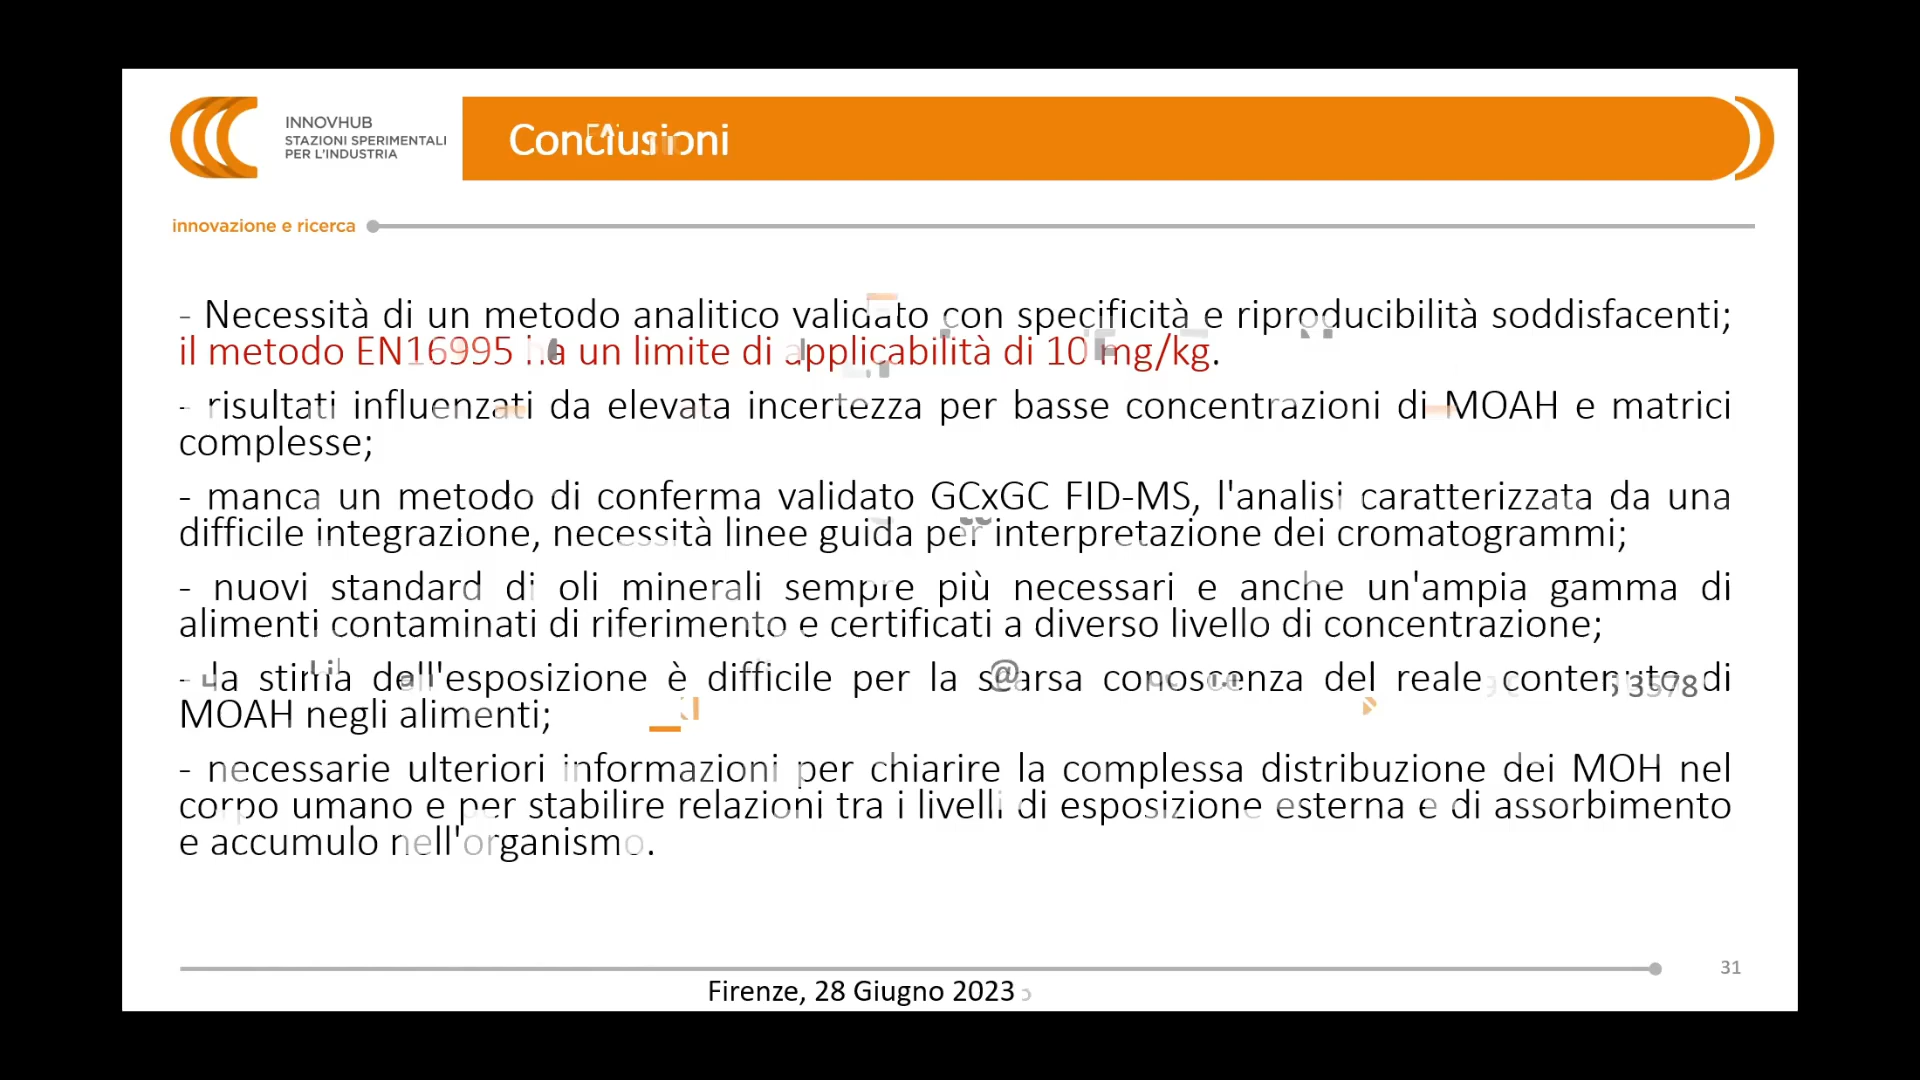 INNOVHUB
STAZIONI SPERIMENTALI
PER L'INDUSTRIA
Conclusioni
innovazione e ricerca
- Necessità di un metodo analitico validato con specificità e riproducibilità soddisfacenti;
il metodo EN16995 ha un limite di applicabilità di 10 mg/kg.
- risultati influenzati da elevata incertezza per basse concentrazioni di MOAH e matrici
complesse;
- manca un metodo di conferma validato GCxGC FID-MS, l'analisi caratterizzata da una
difficile integrazione, necessità linee guida per interpretazione dei cromatogrammi;
- nuovi standard di oli minerali sempre più necessari e anche un'ampia gamma di
alimenti contaminati di riferimento e certificati a diverso livello di concentrazione;
- la stima dell'esposizione è difficile per la scarsa conoscenza del reale contenuto di
MOAH negli alimenti;
- necessarie ulteriori informazioni per chiarire la complessa distribuzione dei MOH nel
corpo umano e per stabilire relazioni tra i livelli di esposizione esterna e di assorbimento
e accumulo nell'organismo.
31
Firenze, 28 Giugno 2023